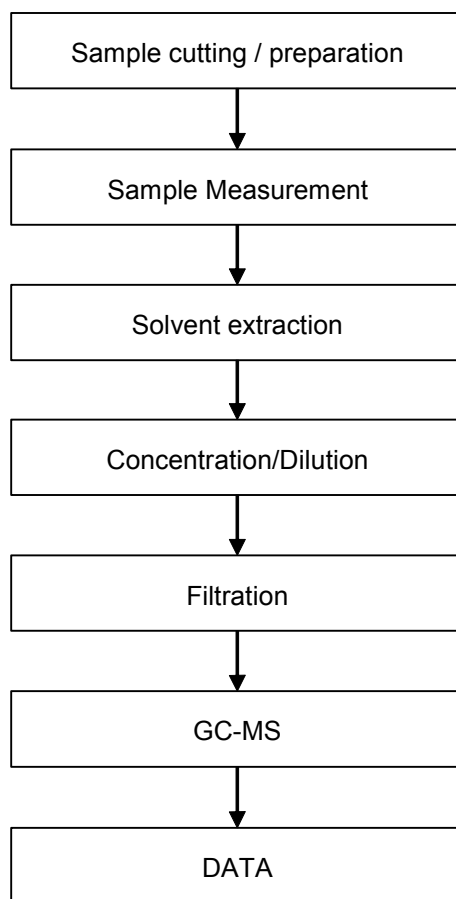 Sample cutting / preparation
Sample Measurement
Solvent extraction
Concentration/Dilution
Filtration
GC-MS
DATA